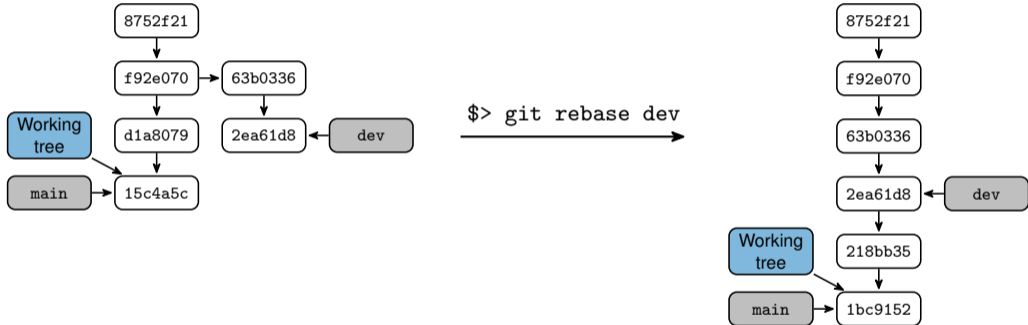 8752f21
f92e070
63b0336
Working
tree
d1a8079
2ea61d8
dev
main
15c4a5c
$> git rebase dev
8752f21
f92e070
63b0336
2ea61d8
dev
Working
tree
218bb35
main
1bc9152